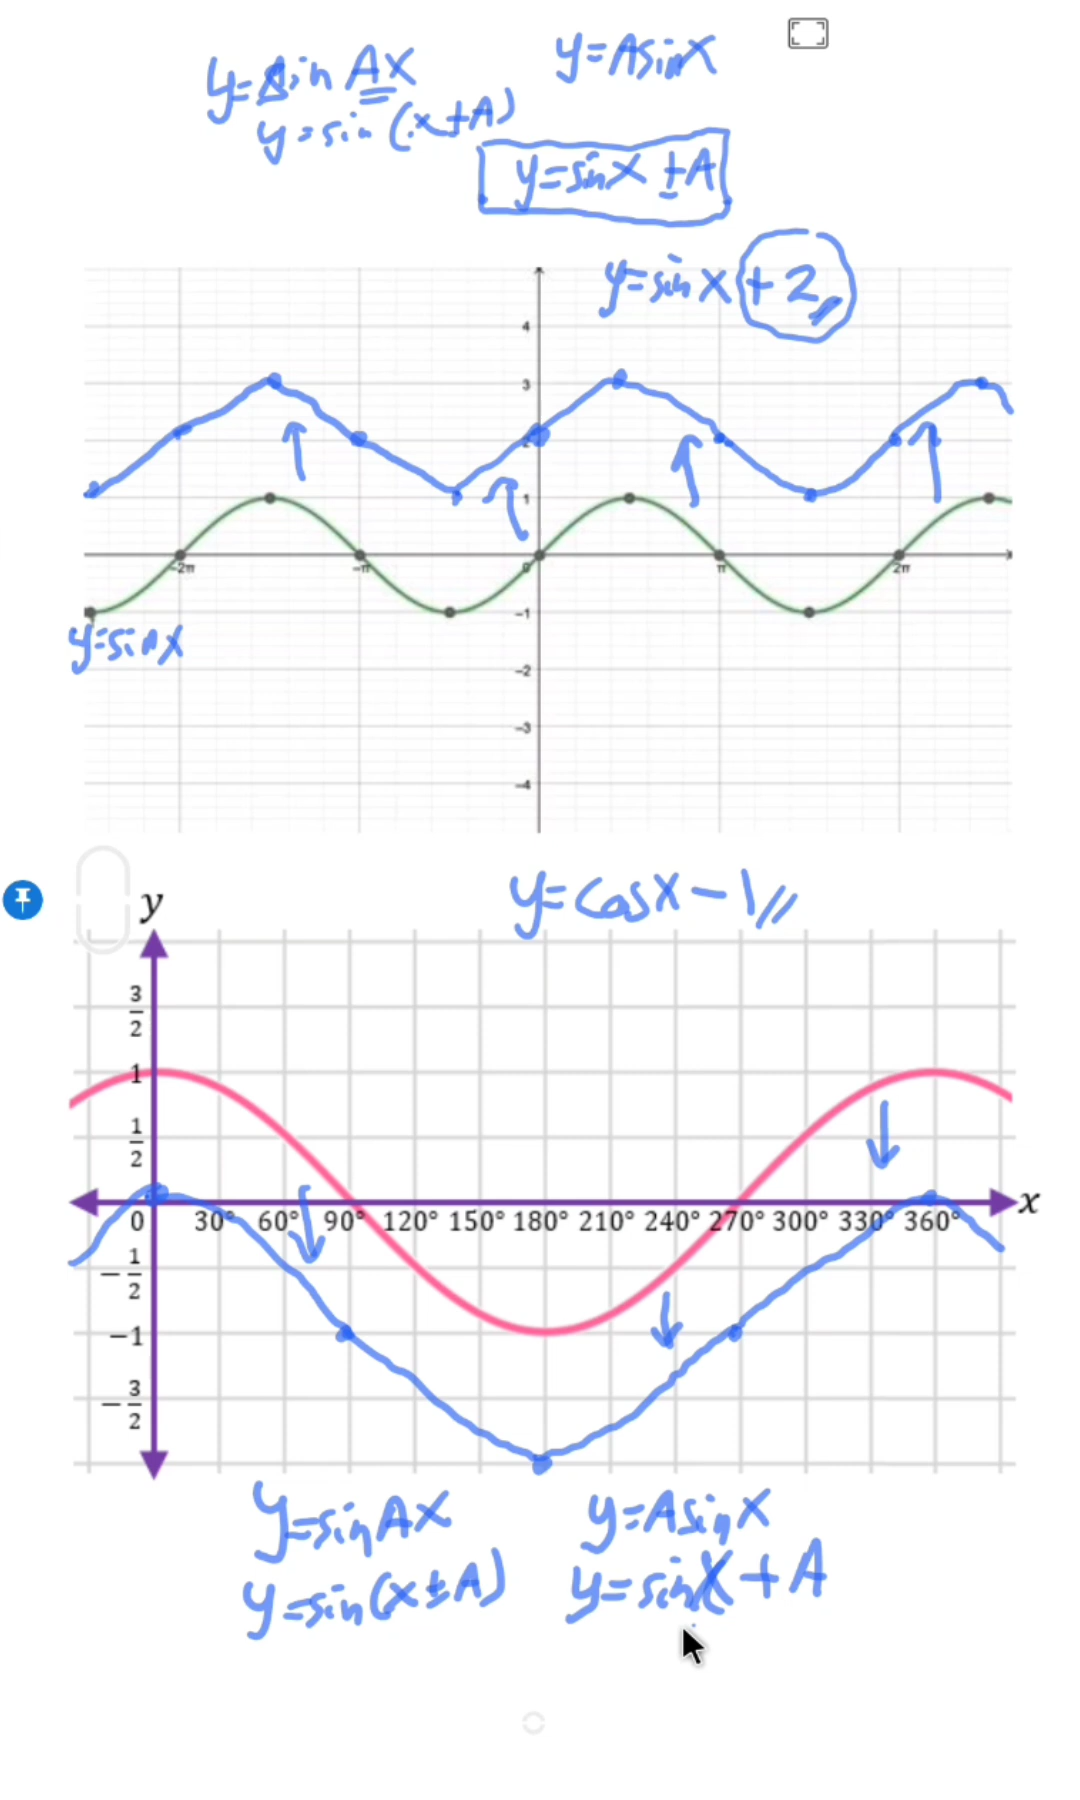 y=sin AX
y=AsinX
y=sin (x+A)
y=sinX ±A
y=sinX+2
4
3
2
1
-2π -π 0 π 2π
-1
y=sinX
-2
-3
-4
y=CosX-1
y
3/2
1
1/2
0 30° 60° 90° 120° 150° 180° 210° 240° 270° 300° 330° 360° x
-1/2
-1
-3/2
y=sinAX y=AsinX
y=sin(x±A) y=sinX+A